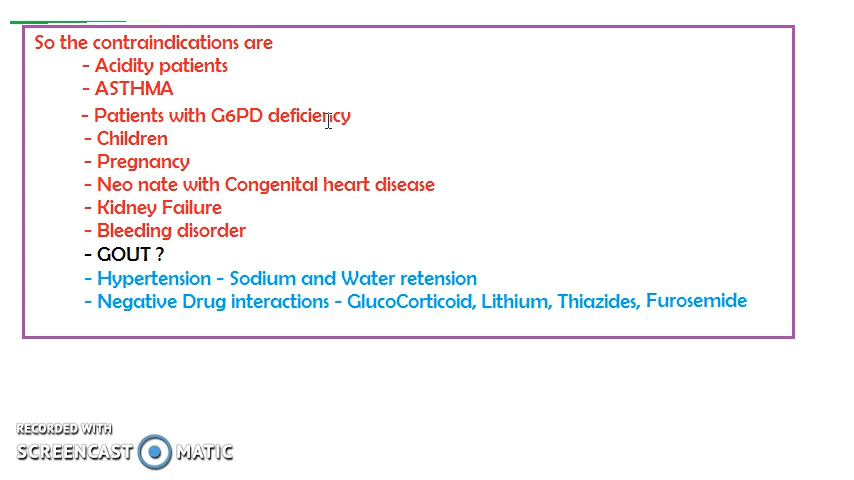 So the contraindications are
- Acidity patients
- ASTHMA
- Patients with G6PD deficiency
- Children
- Pregnancy
- Neo nate with Congenital heart disease
- Kidney Failure
- Bleeding disorder
- GOUT ?
- Hypertension - Sodium and Water retension
- Negative Drug interactions - GlucoCorticoid, Lithium, Thiazides, Furosemide
RECORDED WITH
SCREENCAST MATIC